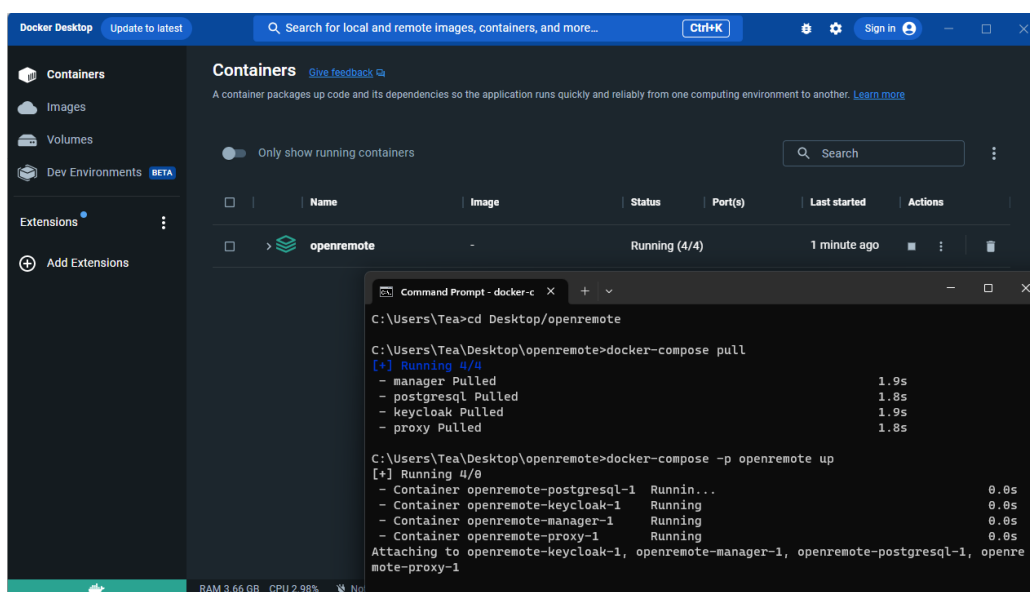 Docker Desktop Update to latest Search for local and remote images, containers, and more... Ctrl+K Sign in
Containers
Images
Volumes
Dev Environments BETA
Extensions
Add Extensions
Containers Give feedback
A container packages up code and its dependencies so the application runs quickly and reliably from one computing environment to another. Learn more
Only show running containers
Search
Name Image Status Port(s) Last started Actions
openremote - Running (4/4) 1 minute ago
Command Prompt - docker-c
C:\Users\Tea>cd Desktop/openremote
C:\Users\Tea\Desktop\openremote>docker-compose pull
[+] Running 4/4
- manager Pulled 1.9s
- postgresql Pulled 1.8s
- keycloak Pulled 1.9s
- proxy Pulled 1.8s
C:\Users\Tea\Desktop\openremote>docker-compose -p openremote up
[+] Running 4/0
- Container openremote-postgresql-1 Runnin... 0.0s
- Container openremote-keycloak-1 Running 0.0s
- Container openremote-manager-1 Running 0.0s
- Container openremote-proxy-1 Running 0.0s
Attaching to openremote-keycloak-1, openremote-manager-1, openremote-postgresql-1, openre
mote-proxy-1
RAM 3.66 GB CPU 2.98%